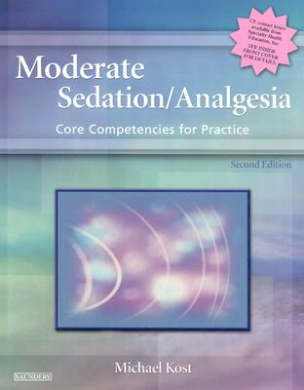 CE contact hours
available from
Specialty Health
Education, Inc.
SEE INSIDE
FRONT COVER
FOR DETAILS
Moderate
Sedation/Analgesia
Core Competencies for Practice
Second Edition
Michael Kost
SAUNDERS